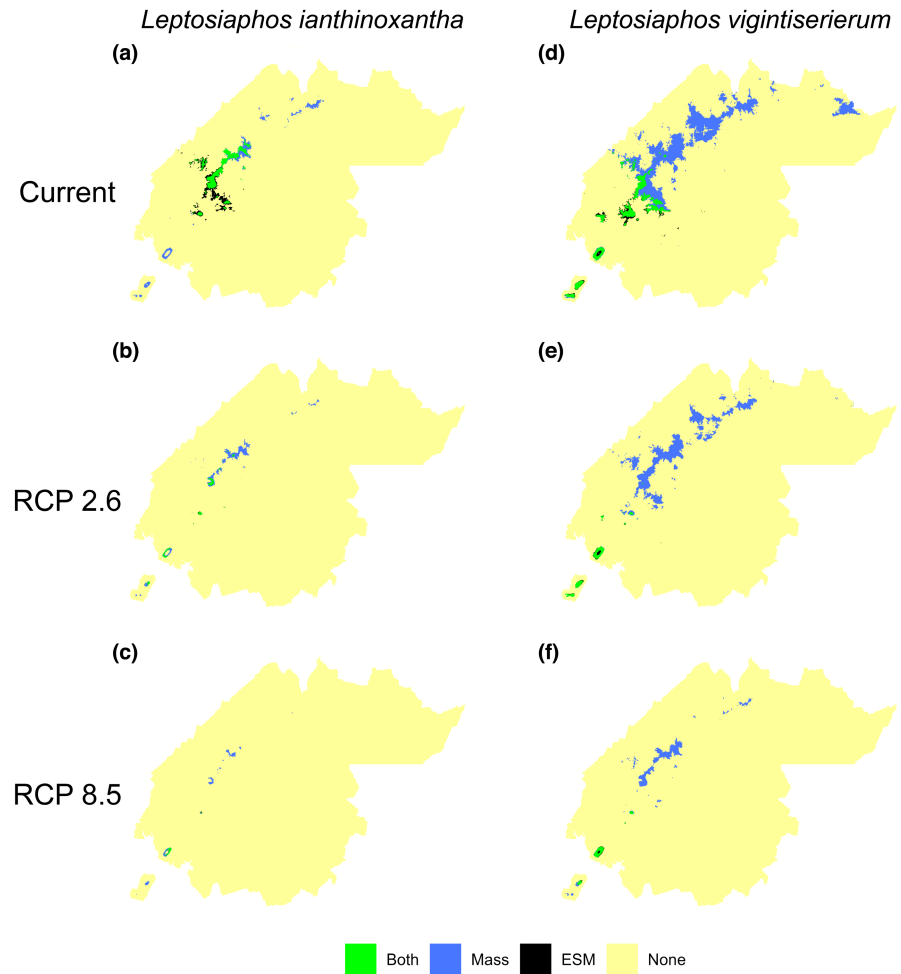 Leptosiaphos ianthinoxantha Leptosiaphos vigintiserierum
(a) (d)
Current
(b) (e)
RCP 2.6
(c) (f)
RCP 8.5
Both Mass ESM None